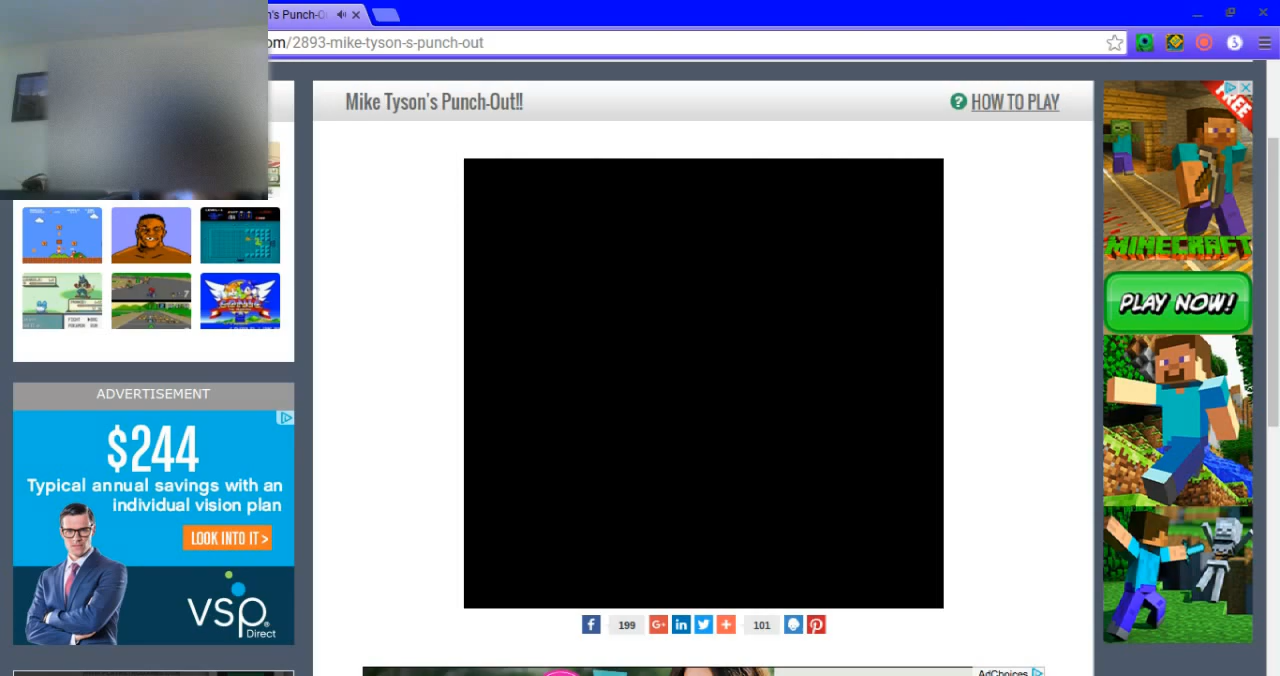 n's Punch-O
om/2893-mike-tyson-s-punch-out
Mike Tyson's Punch-Out!!
? HOW TO PLAY
FREE
MINECRAFT
PLAY NOW!
ADVERTISEMENT
$244
Typical annual savings with an
individual vision plan
LOOK INTO IT >
vsp
Direct
199
G+
in
101
AdChoices